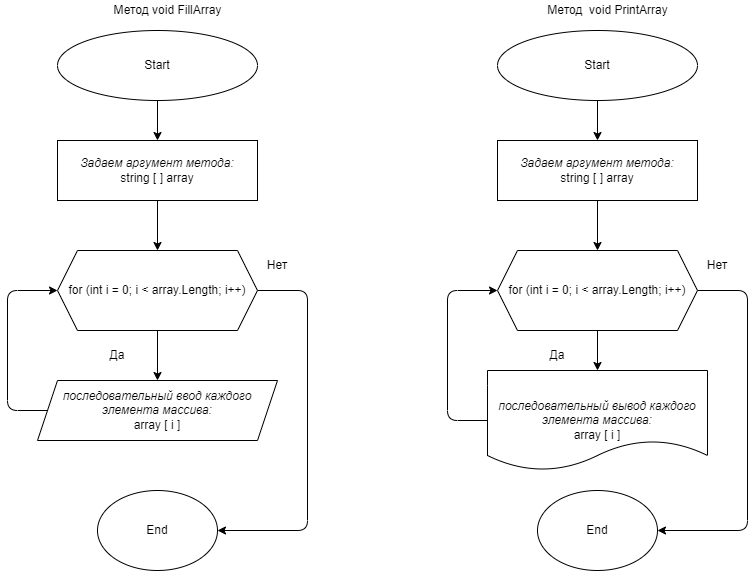 Метод void FillArray
Start
Задаем аргумент метода:
string [ ] array
for (int i = 0; i < array.Length; i++)
Нет
Да
последовательный ввод каждого
элемента массива:
array [ i ]
End
Метод  void PrintArray
Start
Задаем аргумент метода:
string [ ] array
for (int i = 0; i < array.Length; i++)
Нет
Да
последовательный вывод каждого
элемента массива:
array [ i ]
End